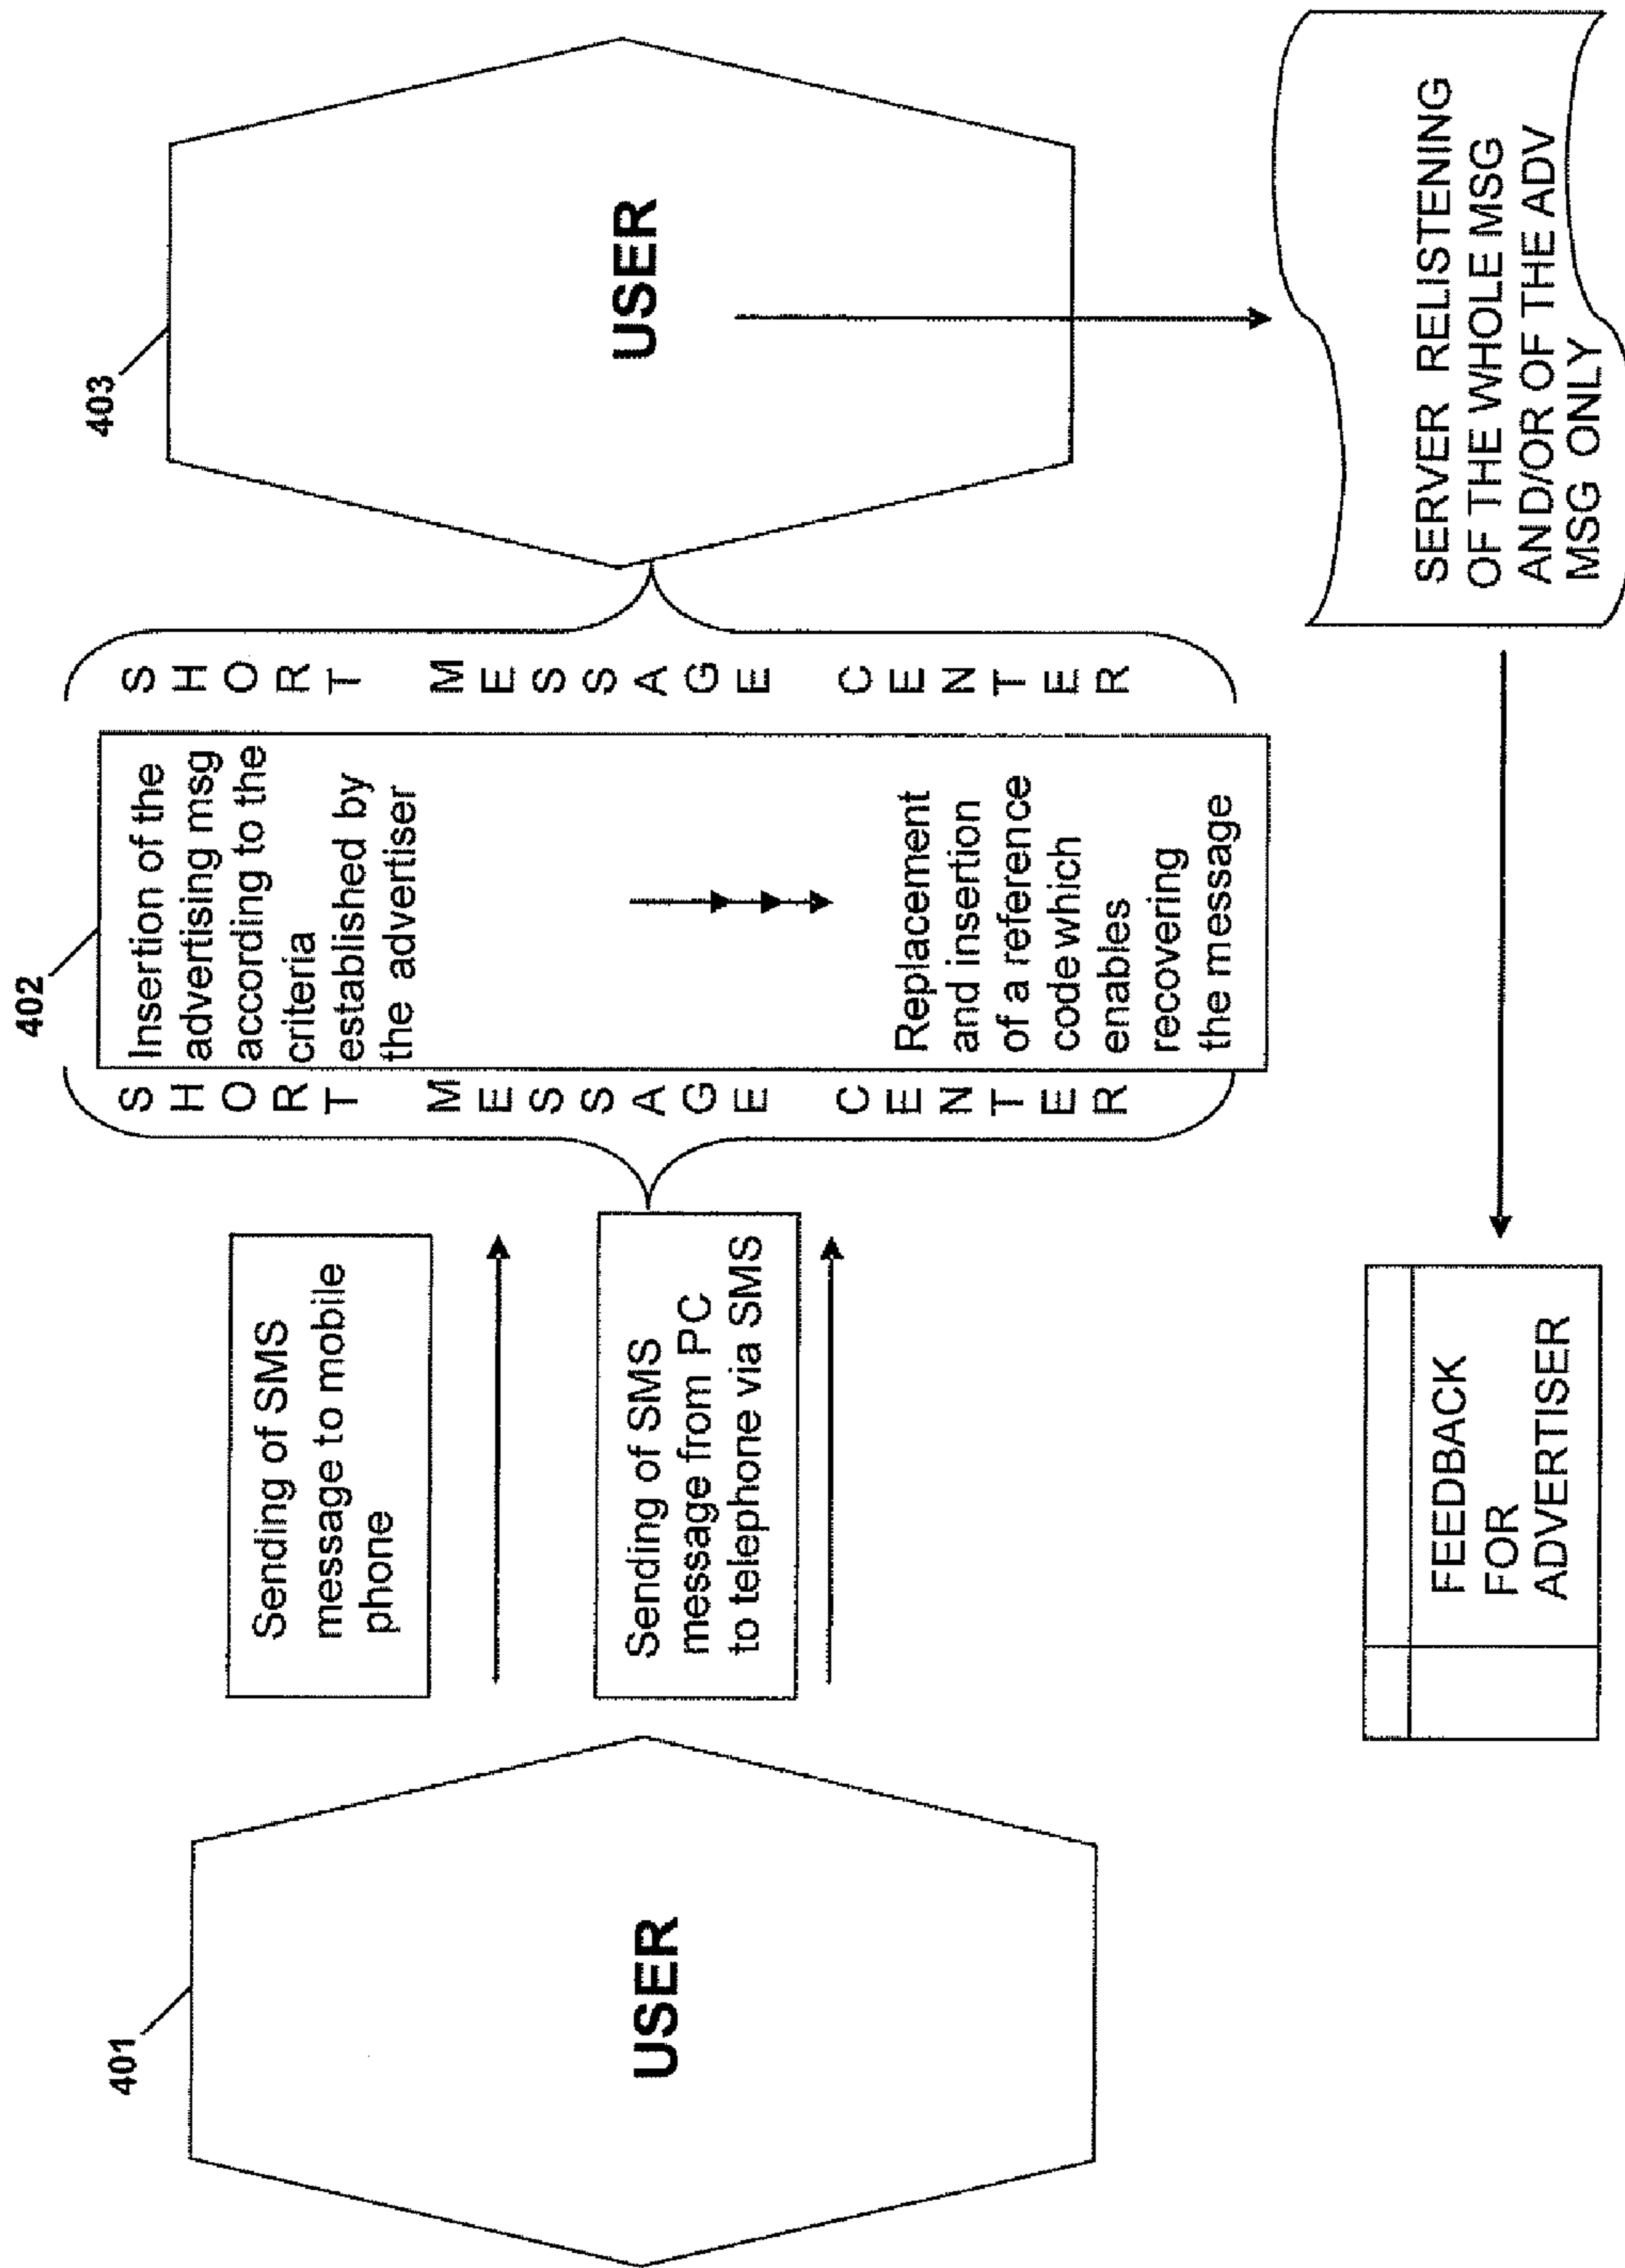 401
USER
Sending of SMS
message to mobile
phone
Sending of SMS
message from PC
to telephone via SMS
SHORT MESSAGE CENTER
402
Insertion of the
advertising msg
according to the
criteria
established by
the advertiser
Replacement
and insertion
of a reference
code which
enables
recovering
the message
SHORT MESSAGE CENTER
403
USER
SERVER RELISTENING
OF THE WHOLE MSG
AND/OR OF THE ADV
MSG ONLY
FEEDBACK
FOR
ADVERTISER